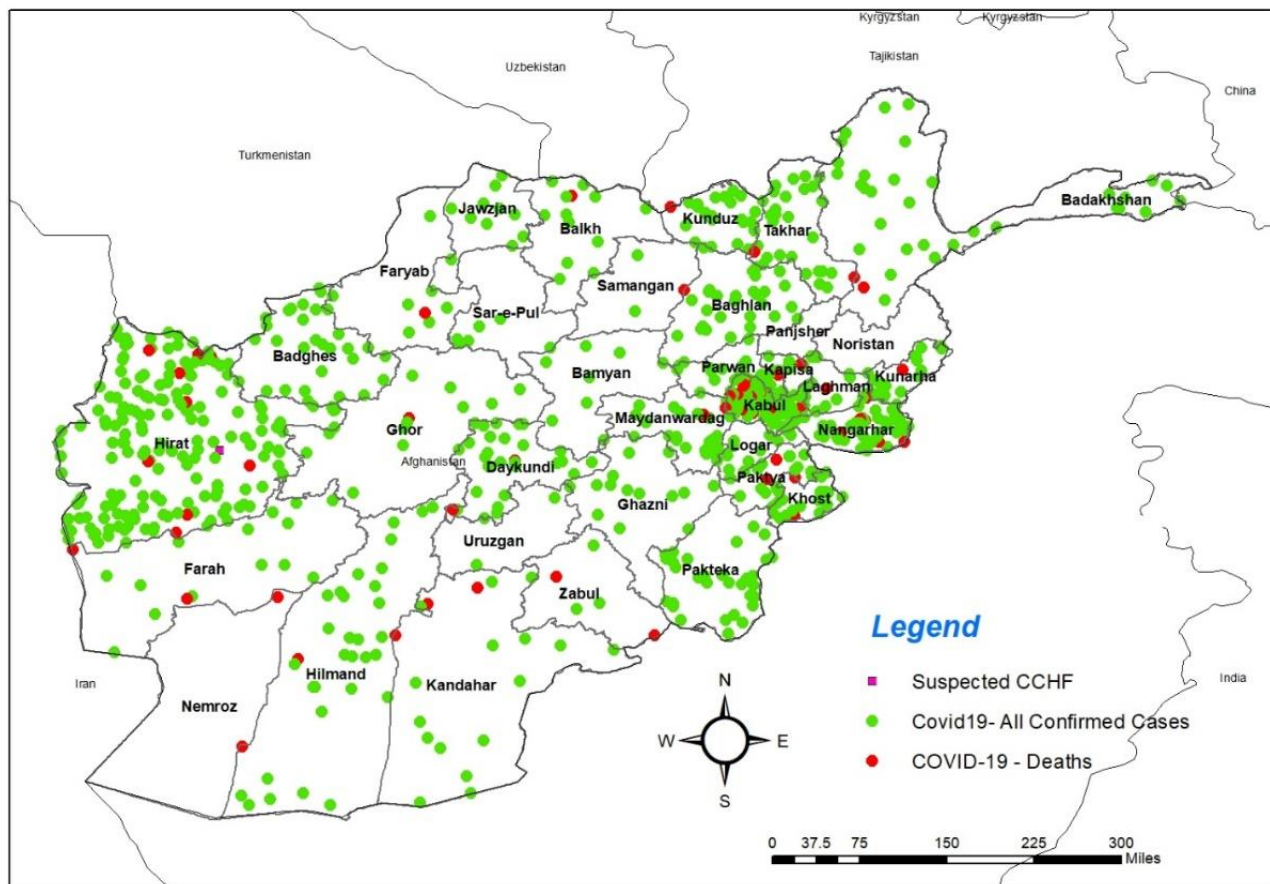 Kyrgyzstan
Kyrgyzstan
Uzbekistan
Tajikistan
China
Turkmenistan
Badakhshan
Jawzjan
Balkh
Kunduz
Takhar
Faryab
Samangan
Baghlan
Sar-e-Pul
Panjsher
Noristan
Badghes
Bamyan
Parwan
Kapisa
Kunarha
Laghman
Kabul
Maydanwardag
Ghor
Nangarhar
Hirat
Logar
Afghanistan
Daykundi
Paktya
Khost
Ghazni
Uruzgan
Farah
Pakteka
Zabul
Legend
Iran
Hilmand
Kandahar
Nemroz
India
N
W
E
S
Suspected CCHF
Covid19- All Confirmed Cases
COVID-19 - Deaths
0 37.5 75 150 225 300
Miles